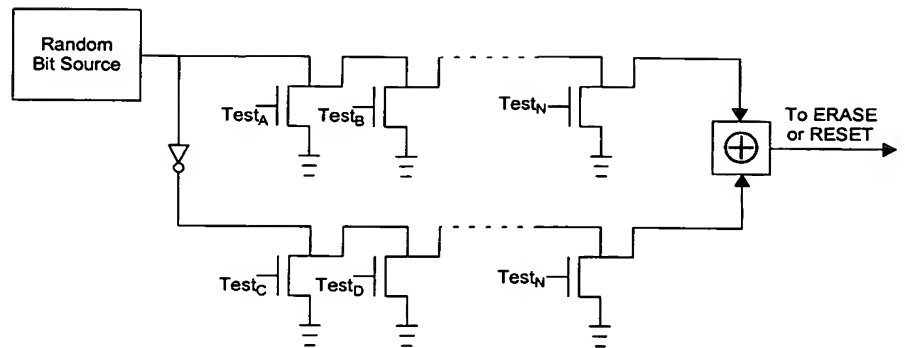 Random
Bit Source
Test_A
Test_B
Test_N
To ERASE
or RESET
Test_C
Test_D
Test_N